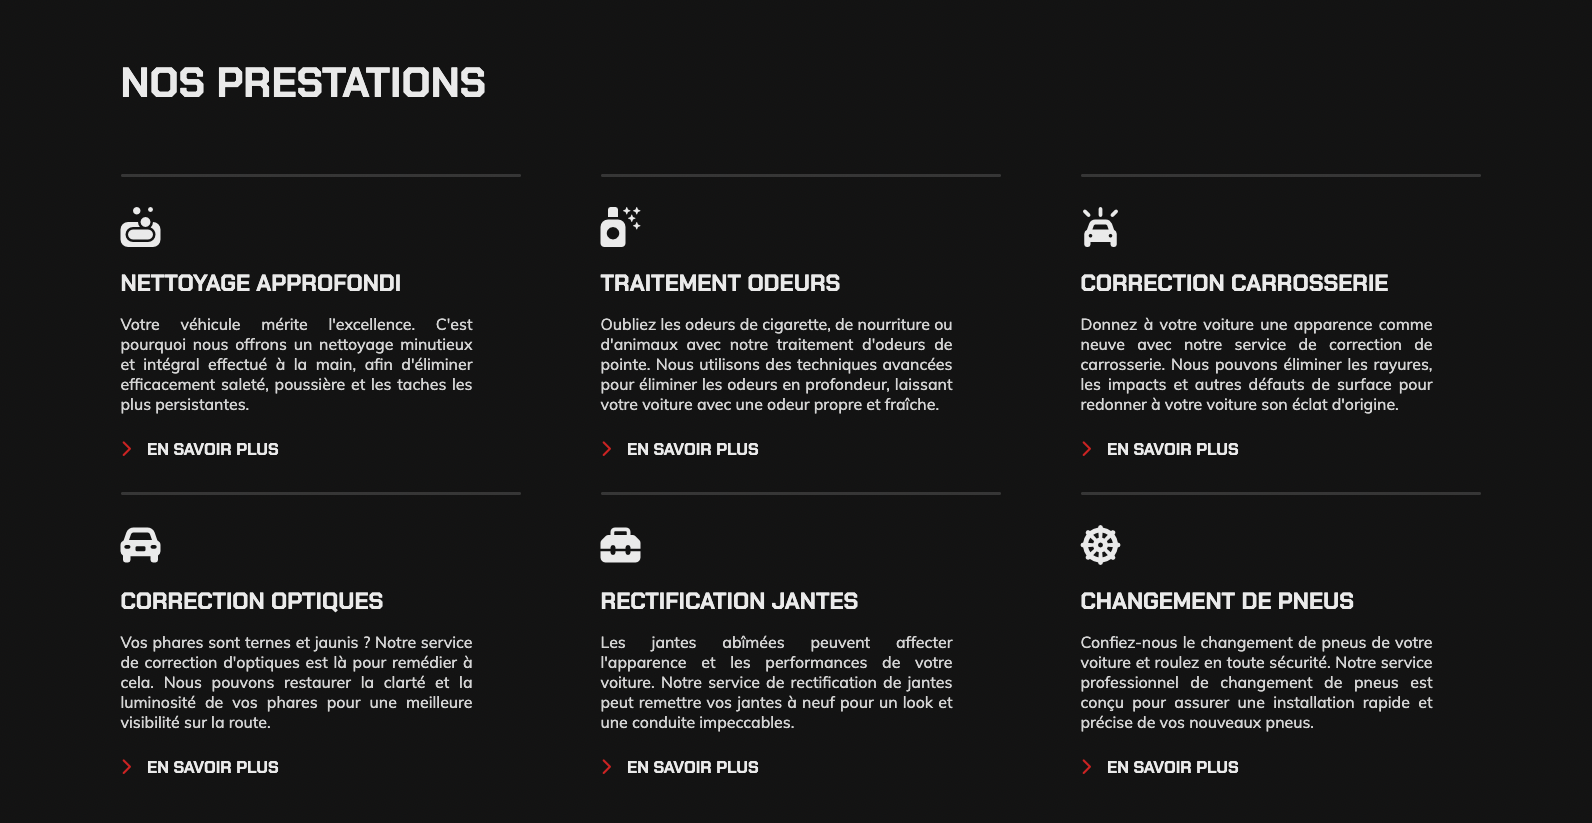 NOS PRESTATIONS
NETTOYAGE APPROFONDI
Votre véhicule mérite l'excellence. C'est
pourquoi nous offrons un nettoyage minutieux
et intégral effectué à la main, afin d'éliminer
efficacement saleté, poussière et les taches les
plus persistantes.
EN SAVOIR PLUS
TRAITEMENT ODEURS
Oubliez les odeurs de cigarette, de nourriture ou
d'animaux avec notre traitement d'odeurs de
pointe. Nous utilisons des techniques avancées
pour éliminer les odeurs en profondeur, laissant
votre voiture avec une odeur propre et fraîche.
EN SAVOIR PLUS
CORRECTION CARROSSERIE
Donnez à votre voiture une apparence comme
neuve avec notre service de correction de
carrosserie. Nous pouvons éliminer les rayures,
les impacts et autres défauts de surface pour
redonner à votre voiture son éclat d'origine.
EN SAVOIR PLUS
CORRECTION OPTIQUES
Vos phares sont ternes et jaunis ? Notre service
de correction d'optiques est là pour remédier à
cela. Nous pouvons restaurer la clarté et la
luminosité de vos phares pour une meilleure
visibilité sur la route.
EN SAVOIR PLUS
RECTIFICATION JANTES
Les jantes abîmées peuvent affecter
l'apparence et les performances de votre
voiture. Notre service de rectification de jantes
peut remettre vos jantes à neuf pour un look et
une conduite impeccables.
EN SAVOIR PLUS
CHANGEMENT DE PNEUS
Confiez-nous le changement de pneus de votre
voiture et roulez en toute sécurité. Notre service
professionnel de changement de pneus est
conçu pour assurer une installation rapide et
précise de vos nouveaux pneus.
EN SAVOIR PLUS